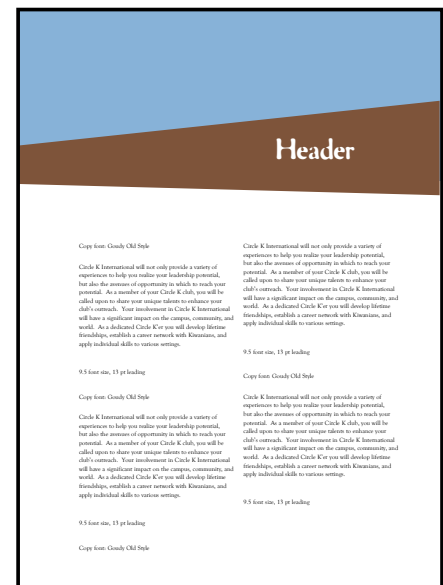 Header
Copy font: Goudy Old Style
Circle K International will not only provide a variety of
experiences to help you realize your leadership potential,
but also the avenues of opportunity in which to reach your
potential.  As a member of your Circle K club, you will be
called upon to share your unique talents to enhance your
club's outreach.  Your involvement in Circle K International
will have a significant impact on the campus, community, and
world.  As a dedicated Circle K'er you will develop lifetime
friendships, establish a career network with Kiwanians, and
apply individual skills to various settings.
9.5 font size, 13 pt leading
Copy font: Goudy Old Style
Circle K International will not only provide a variety of
experiences to help you realize your leadership potential,
but also the avenues of opportunity in which to reach your
potential.  As a member of your Circle K club, you will be
called upon to share your unique talents to enhance your
club's outreach.  Your involvement in Circle K International
will have a significant impact on the campus, community, and
world.  As a dedicated Circle K'er you will develop lifetime
friendships, establish a career network with Kiwanians, and
apply individual skills to various settings.
9.5 font size, 13 pt leading
Copy font: Goudy Old Style
Circle K International will not only provide a variety of
experiences to help you realize your leadership potential,
but also the avenues of opportunity in which to reach your
potential.  As a member of your Circle K club, you will be
called upon to share your unique talents to enhance your
club's outreach.  Your involvement in Circle K International
will have a significant impact on the campus, community, and
world.  As a dedicated Circle K'er you will develop lifetime
friendships, establish a career network with Kiwanians, and
apply individual skills to various settings.
9.5 font size, 13 pt leading
Copy font: Goudy Old Style
Circle K International will not only provide a variety of
experiences to help you realize your leadership potential,
but also the avenues of opportunity in which to reach your
potential.  As a member of your Circle K club, you will be
called upon to share your unique talents to enhance your
club's outreach.  Your involvement in Circle K International
will have a significant impact on the campus, community, and
world.  As a dedicated Circle K'er you will develop lifetime
friendships, establish a career network with Kiwanians, and
apply individual skills to various settings.
9.5 font size, 13 pt leading